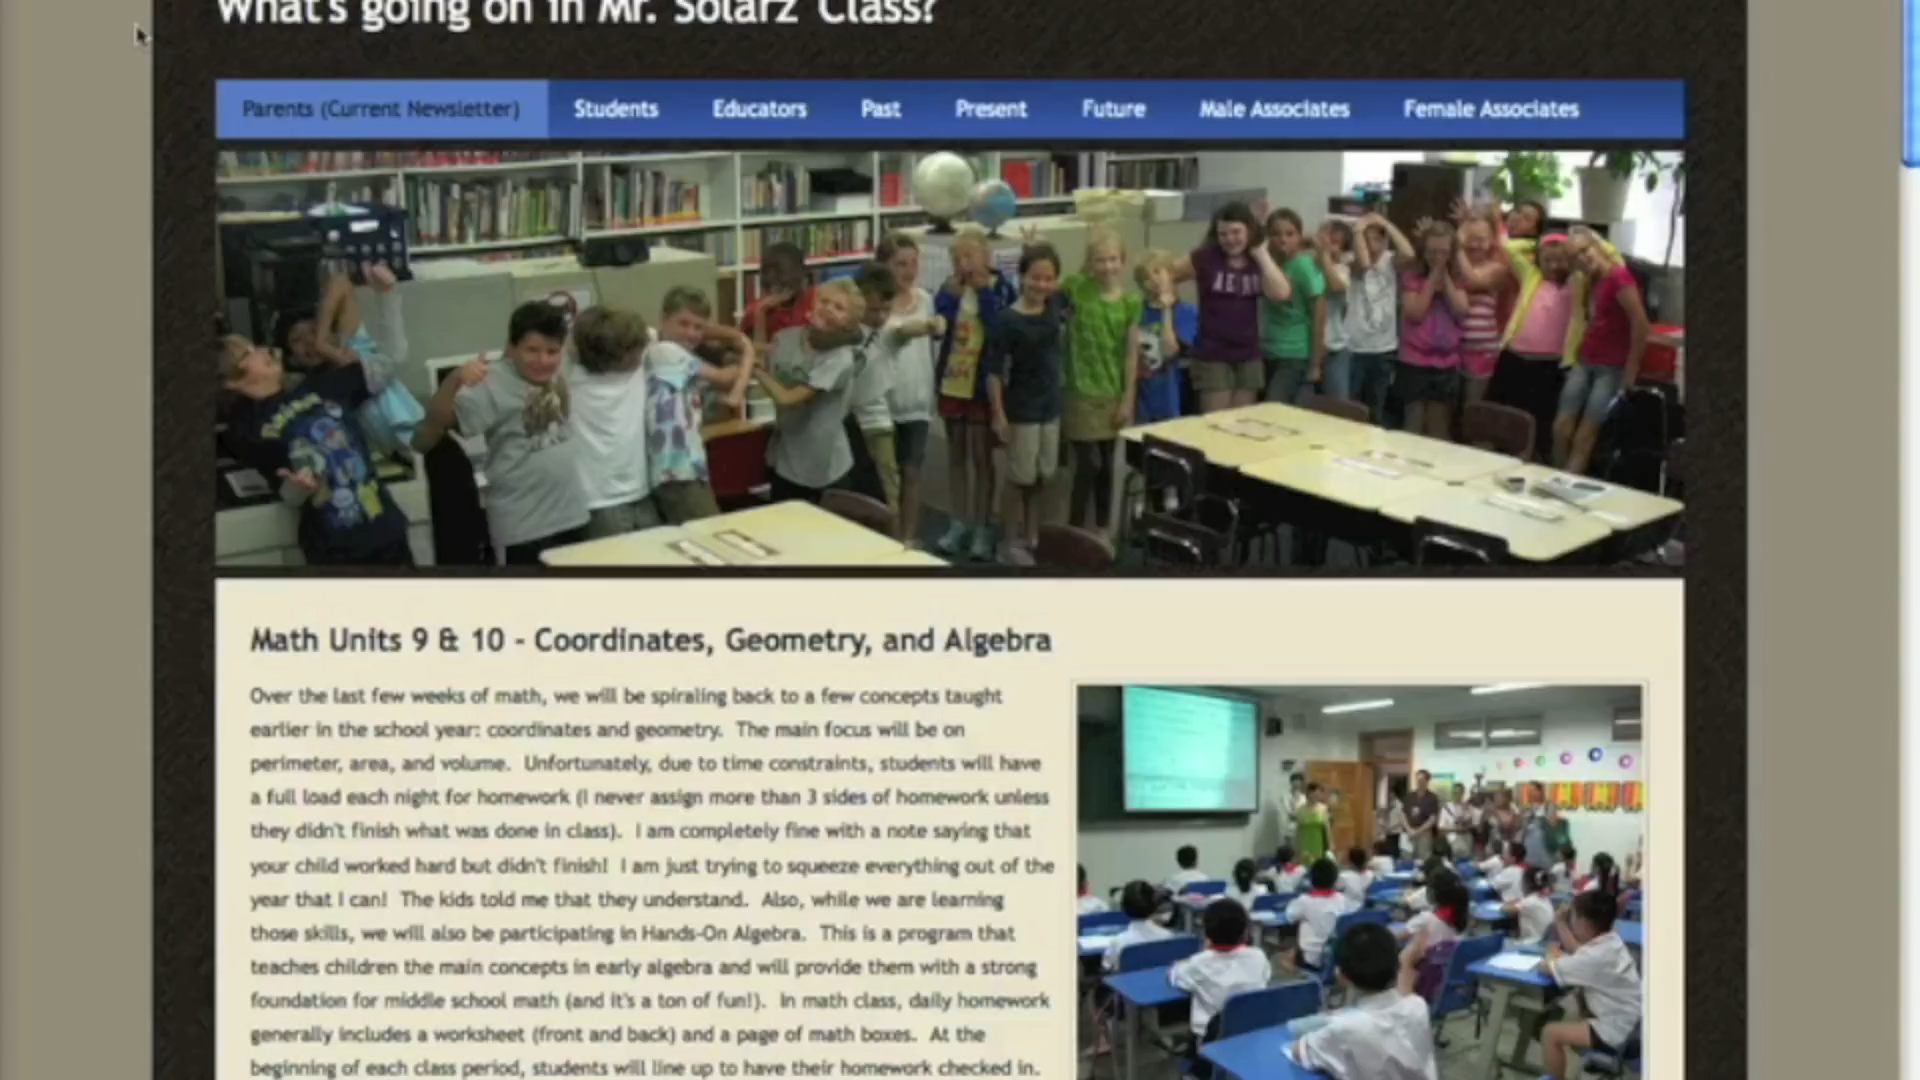 What's going on in Mr. Solarz' Class?
Parents (Current Newsletter) Students Educators Past Present Future Male Associates Female Associates
Math Units 9 & 10 - Coordinates, Geometry, and Algebra
Over the last few weeks of math, we will be spiraling back to a few concepts taught
earlier in the school year: coordinates and geometry. The main focus will be on
perimeter, area, and volume. Unfortunately, due to time constraints, students will have
a full load each night for homework (I never assign more than 3 sides of homework unless
they didn't finish what was done in class). I am completely fine with a note saying that
your child worked hard but didn't finish! I am just trying to squeeze everything out of the
year that I can! The kids told me that they understand. Also, while we are learning
those skills, we will also be participating in Hands-On Algebra. This is a program that
teaches children the main concepts in early algebra and will provide them with a strong
foundation for middle school math (and it's a ton of fun!). In math class, daily homework
generally includes a worksheet (front and back) and a page of math boxes. At the
beginning of each class period, students will line up to have their homework checked in.